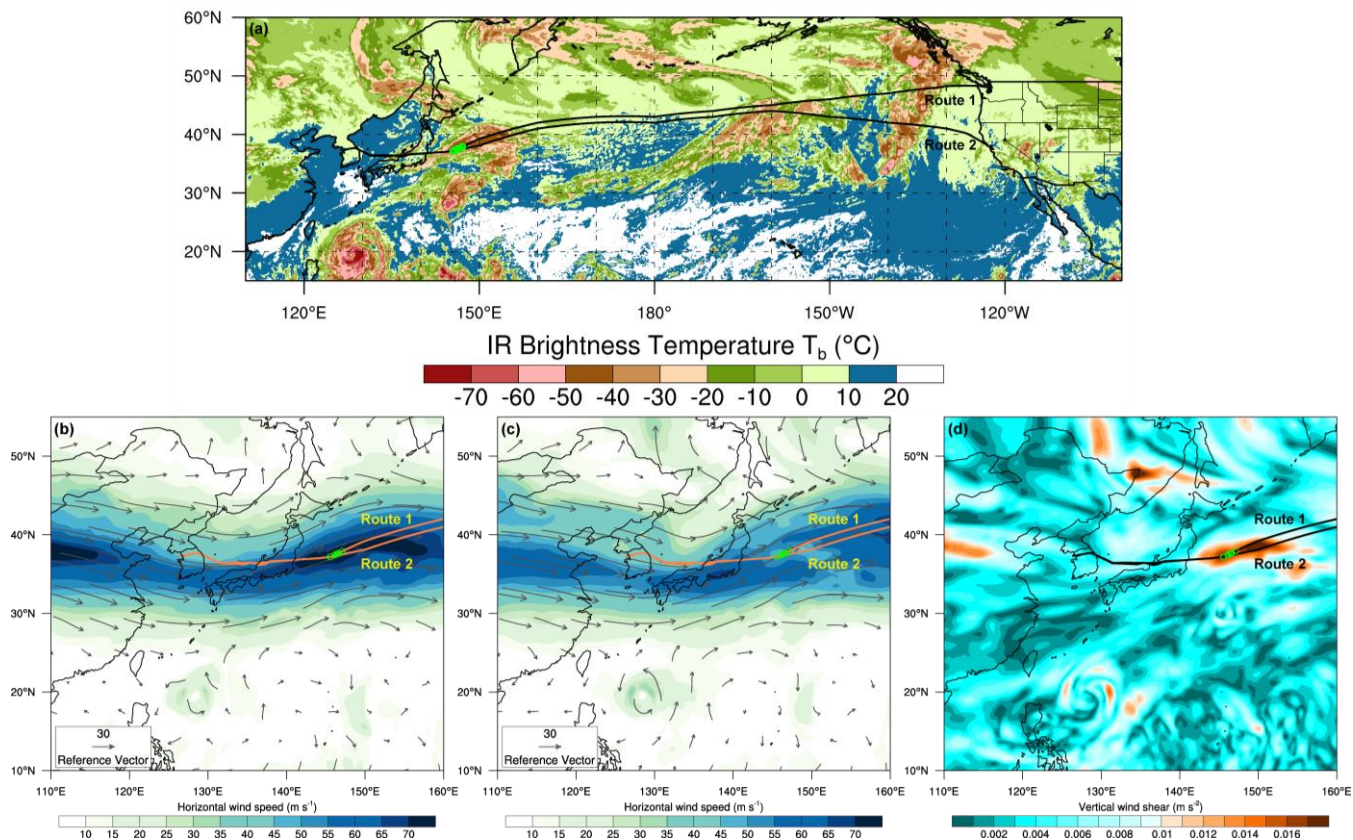 60°N
(a)
50°N
Route 1
40°N
Route 2
30°N
20°N
120°E 150°E 180° 150°W 120°W
IR Brightness Temperature T_b (°C)
-70 -60 -50 -40 -30 -20 -10 0 10 20
(b) (c) (d)
50°N 50°N 50°N
Route 1 Route 1 Route 1
40°N 40°N 40°N
Route 2 Route 2 Route 2
30°N 30°N 30°N
20°N 20°N 20°N
30 30
Reference Vector Reference Vector
10°N 10°N 10°N
110°E 120°E 130°E 140°E 150°E 160°E 110°E 120°E 130°E 140°E 150°E 160°E 110°E 120°E 130°E 140°E 150°E 160°E
Horizontal wind speed (m s⁻¹) Horizontal wind speed (m s⁻¹) Vertical wind shear (m s⁻²)
10 15 20 25 30 35 40 45 50 55 60 65 70 10 15 20 25 30 35 40 45 50 55 60 65 70 0.002 0.004 0.006 0.008 0.01 0.012 0.014 0.016